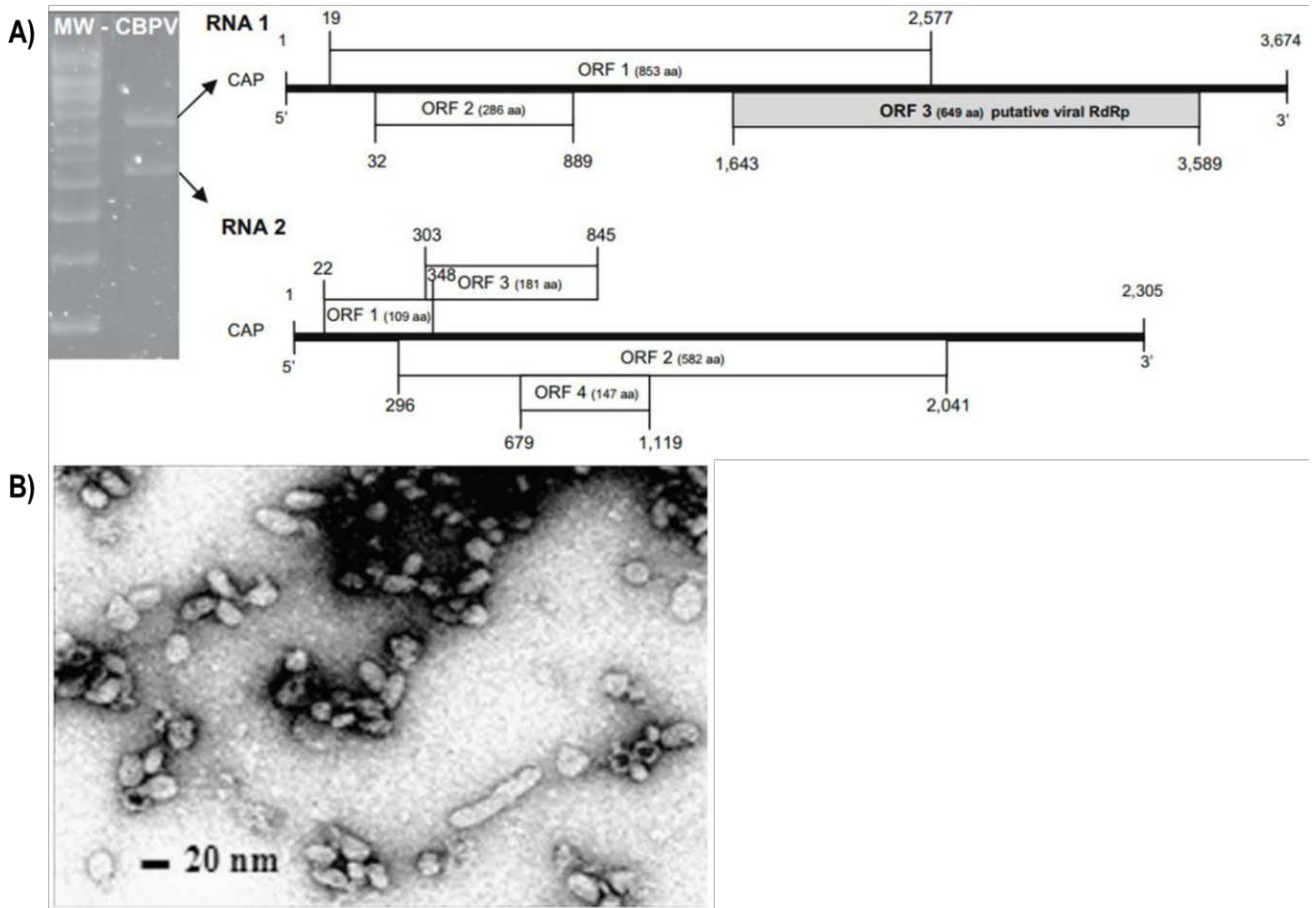 A)
MW - CBPV
RNA 1
1
19
2,577
3,674
CAP
ORF 1 (853 aa)
5'
ORF 2 (286 aa)
ORF 3 (649 aa) putative viral RdRp
3'
32
889
1,643
3,589
RNA 2
303
845
22
348
ORF 3 (181 aa)
1
2,305
ORF 1 (109 aa)
CAP
5'
ORF 2 (582 aa)
3'
ORF 4 (147 aa)
296
2,041
679
1,119
B)
20 nm